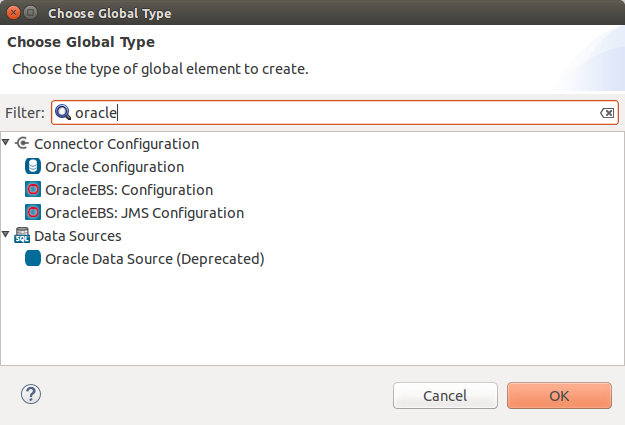 Choose Global Type
Choose Global Type
Choose the type of global element to create.
Filter: oracle
Connector Configuration
Oracle Configuration
OracleEBS: Configuration
OracleEBS: JMS Configuration
SQL Data Sources
Oracle Data Source (Deprecated)
? Cancel OK